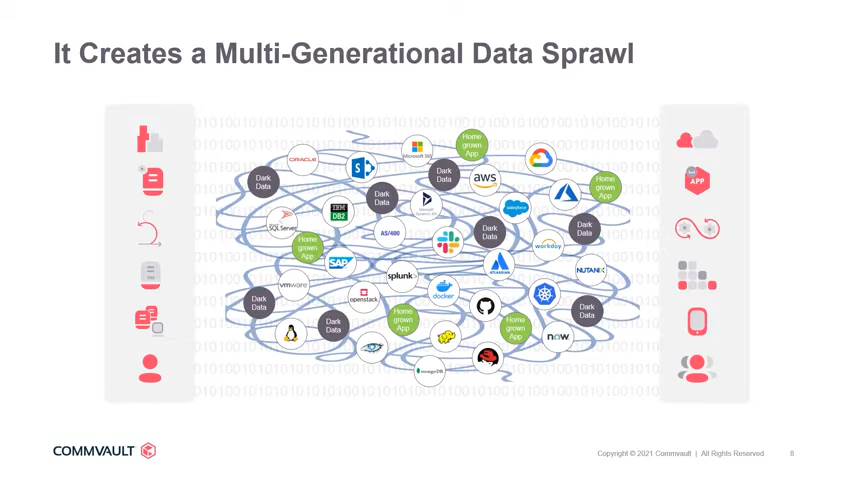 It Creates a Multi-Generational Data Sprawl
Home
grown
App
Microsoft 365
ORACLE
Dark
Data
aws
Dark
Data
Home
grown
App
APP
Dark
Data
IBM
DB2
salesforce
SQL Server
AS/400
Dark
Data
Dark
Data
Home
grown
App
workday
SAP
splunk>
ATLASSIAN
NUTANIX
vmware
openstack
docker
Dark
Data
Dark
Data
Dark
Data
Home
grown
App
Home
grown
App
now
mongoDB
COMMVAULT
Copyright © 2021 Commvault | All Rights Reserved
8